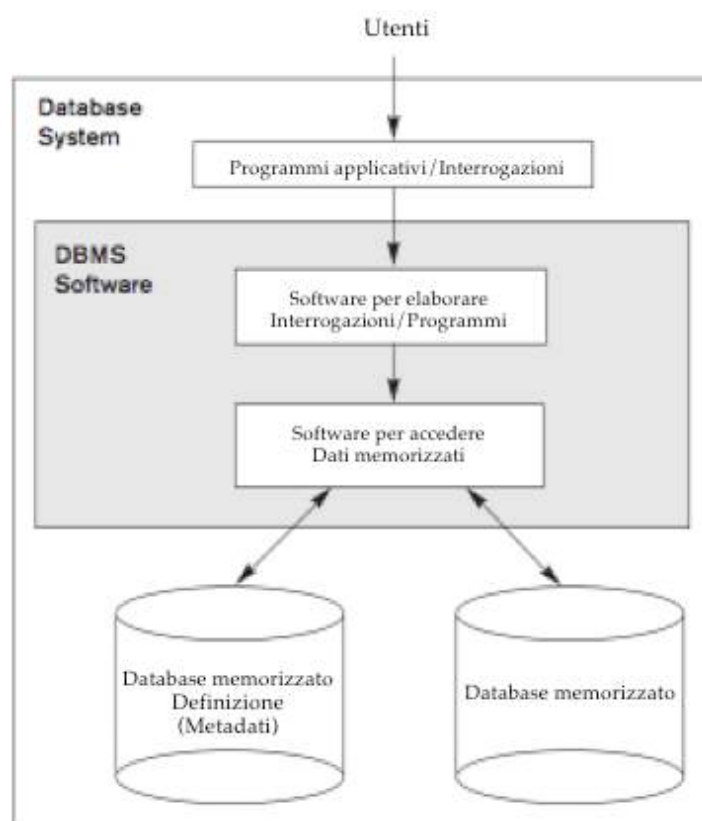 Utenti
Database
System
Programmi applicativi/Interrogazioni
DBMS
Software
Software per elaborare
Interrogazioni/Programmi
Software per accedere
Dati memorizzati
Database memorizzato
Definizione
(Metadati)
Database memorizzato